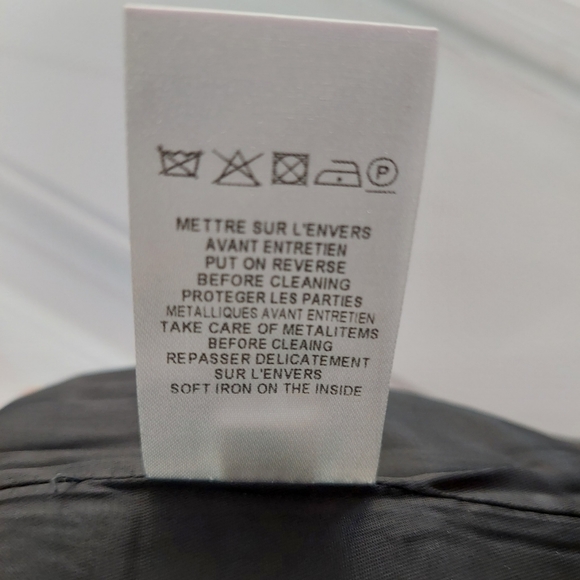 P
METTRE SUR L'ENVERS
AVANT ENTRETIEN
PUT ON REVERSE
BEFORE CLEANING
PROTEGER LES PARTIES
METALLIQUES AVANT ENTRETIEN
TAKE CARE OF METALITEMS
BEFORE CLEAING
REPASSER DELICATEMENT
SUR L'ENVERS
SOFT IRON ON THE INSIDE